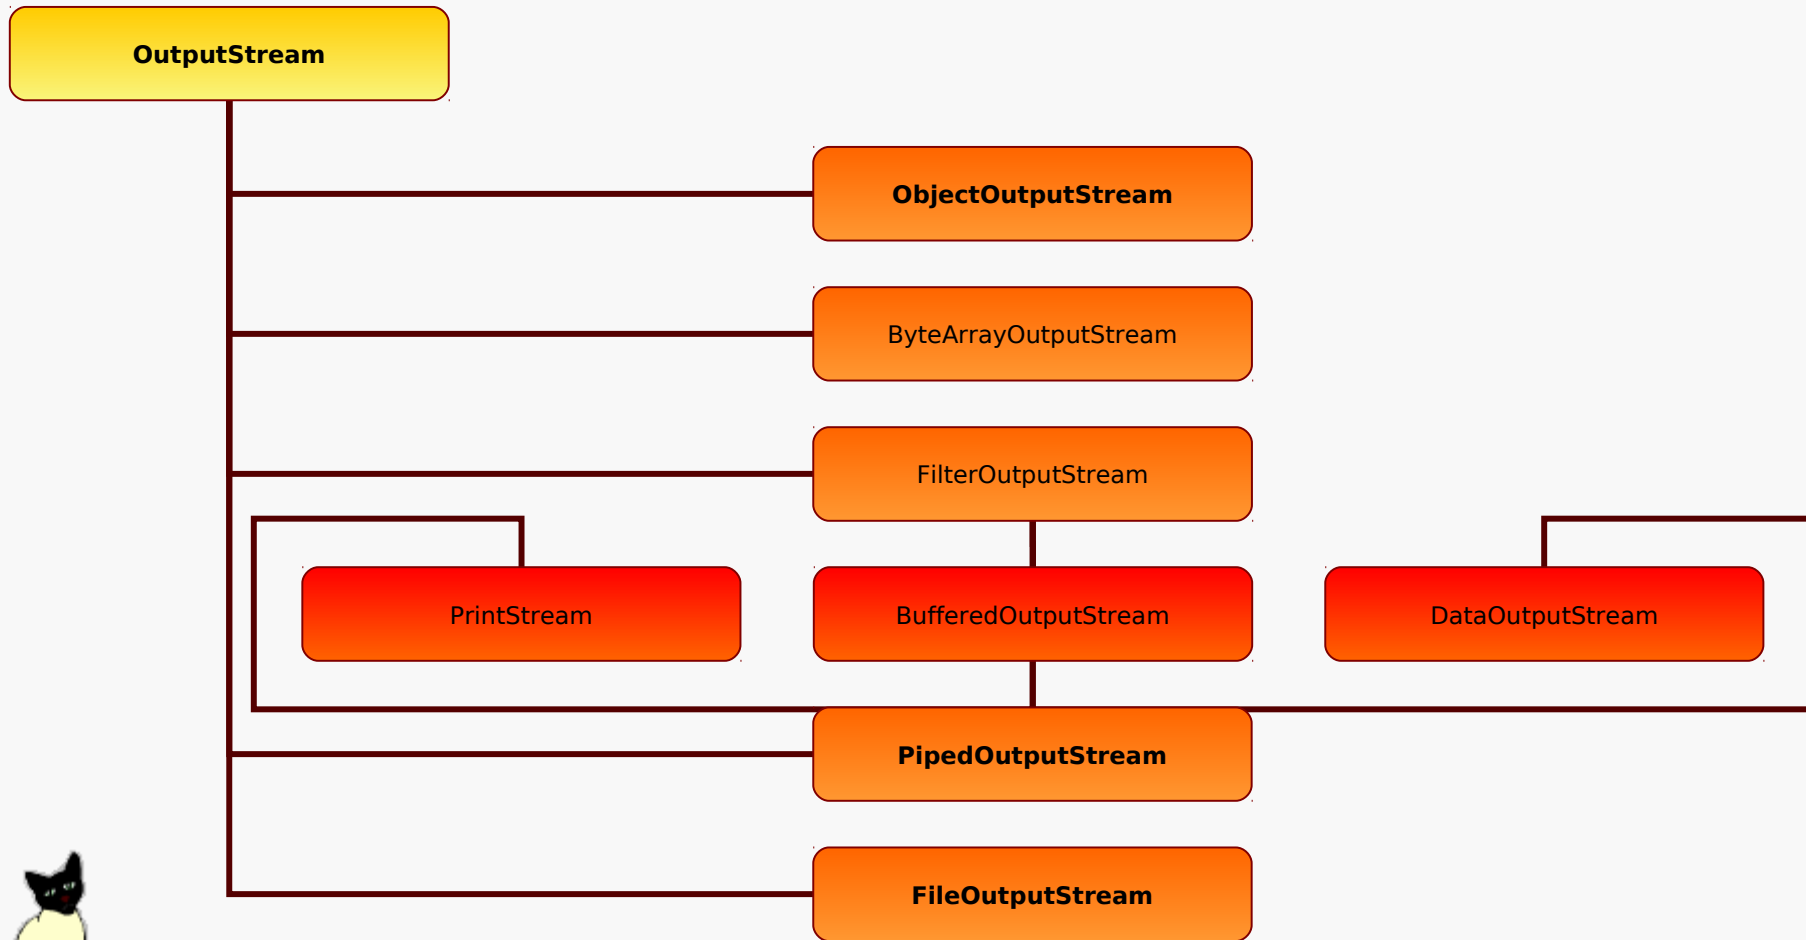 OutputStream
ObjectOutputStream
ByteArrayOutputStream
FilterOutputStream
PrintStream
BufferedOutputStream
DataOutputStream
PipedOutputStream
FileOutputStream